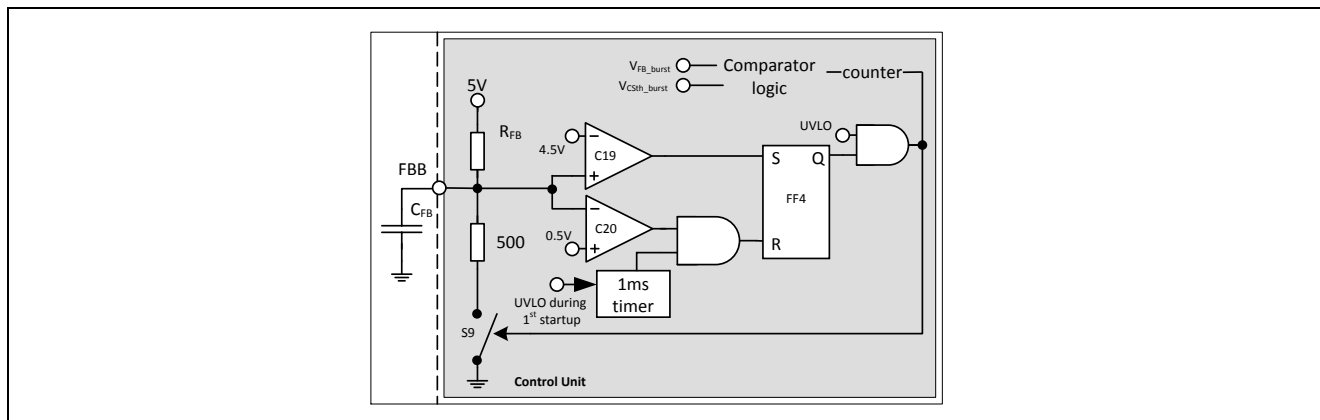 V_FB_burst
Comparator
logic
counter
V_CSth_burst
5V
R_FB
UVLO
4.5V
−
C19
+
S
Q
FBB
FF4
C_FB
−
500
C20
0.5V
+
R
1ms
timer
UVLO during
1st startup
S9
Control Unit